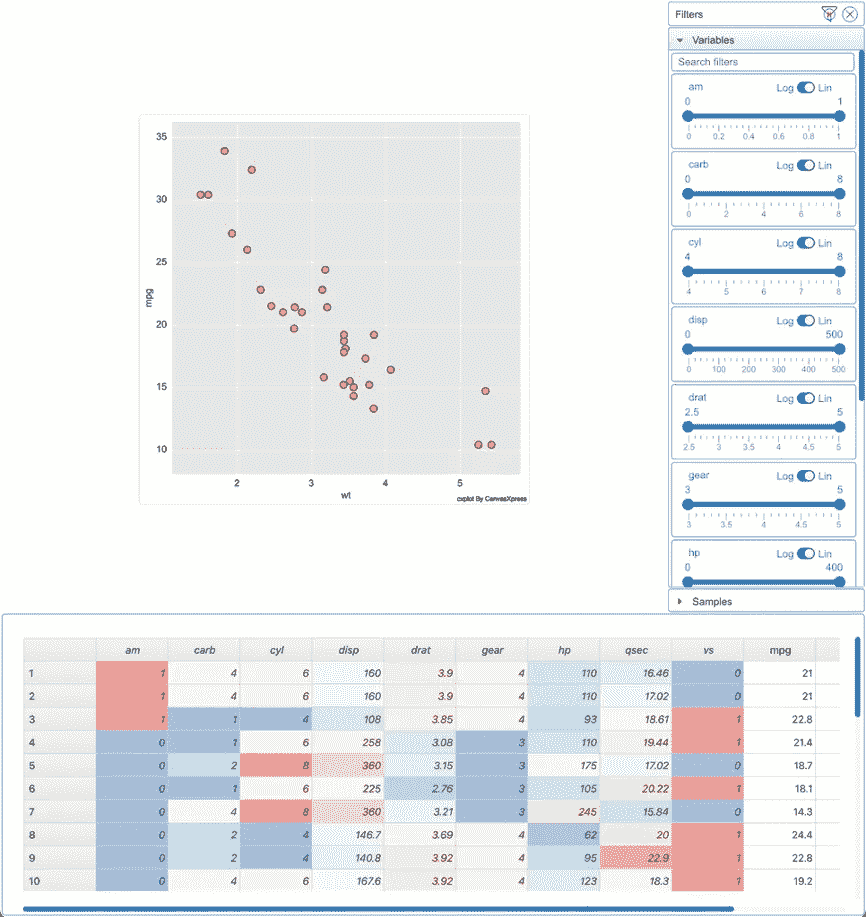 Filters
Variables
Search filters
am Log Lin
0 1
0 0.2 0.4 0.6 0.8 1
carb Log Lin
0 8
0 2 4 6 8
cyl Log Lin
4 8
4 5 6 7 8
disp Log Lin
0 500
0 100 200 300 400 500
drat Log Lin
2.5 5
2.5 3 3.5 4 4.5 5
gear Log Lin
3 5
3 3.5 4 4.5 5
hp Log Lin
0 400
Samples
35
30
25
20
15
10
mpg
2 3 4 5
wt
cxplot By CanvasXpress
am carb cyl disp drat gear hp qsec vs mpg
1 1 4 6 160 3.9 4 110 16.46 0 21
2 1 4 6 160 3.9 4 110 17.02 0 21
3 1 1 4 108 3.85 4 93 18.61 1 22.8
4 0 1 6 258 3.08 3 110 19.44 1 21.4
5 0 2 8 360 3.15 3 175 17.02 0 18.7
6 0 1 6 225 2.76 3 105 20.22 1 18.1
7 0 4 8 360 3.21 3 245 15.84 0 14.3
8 0 2 4 146.7 3.69 4 62 20 1 24.4
9 0 2 4 140.8 3.92 4 95 22.9 1 22.8
10 0 4 6 167.6 3.92 4 123 18.3 1 19.2